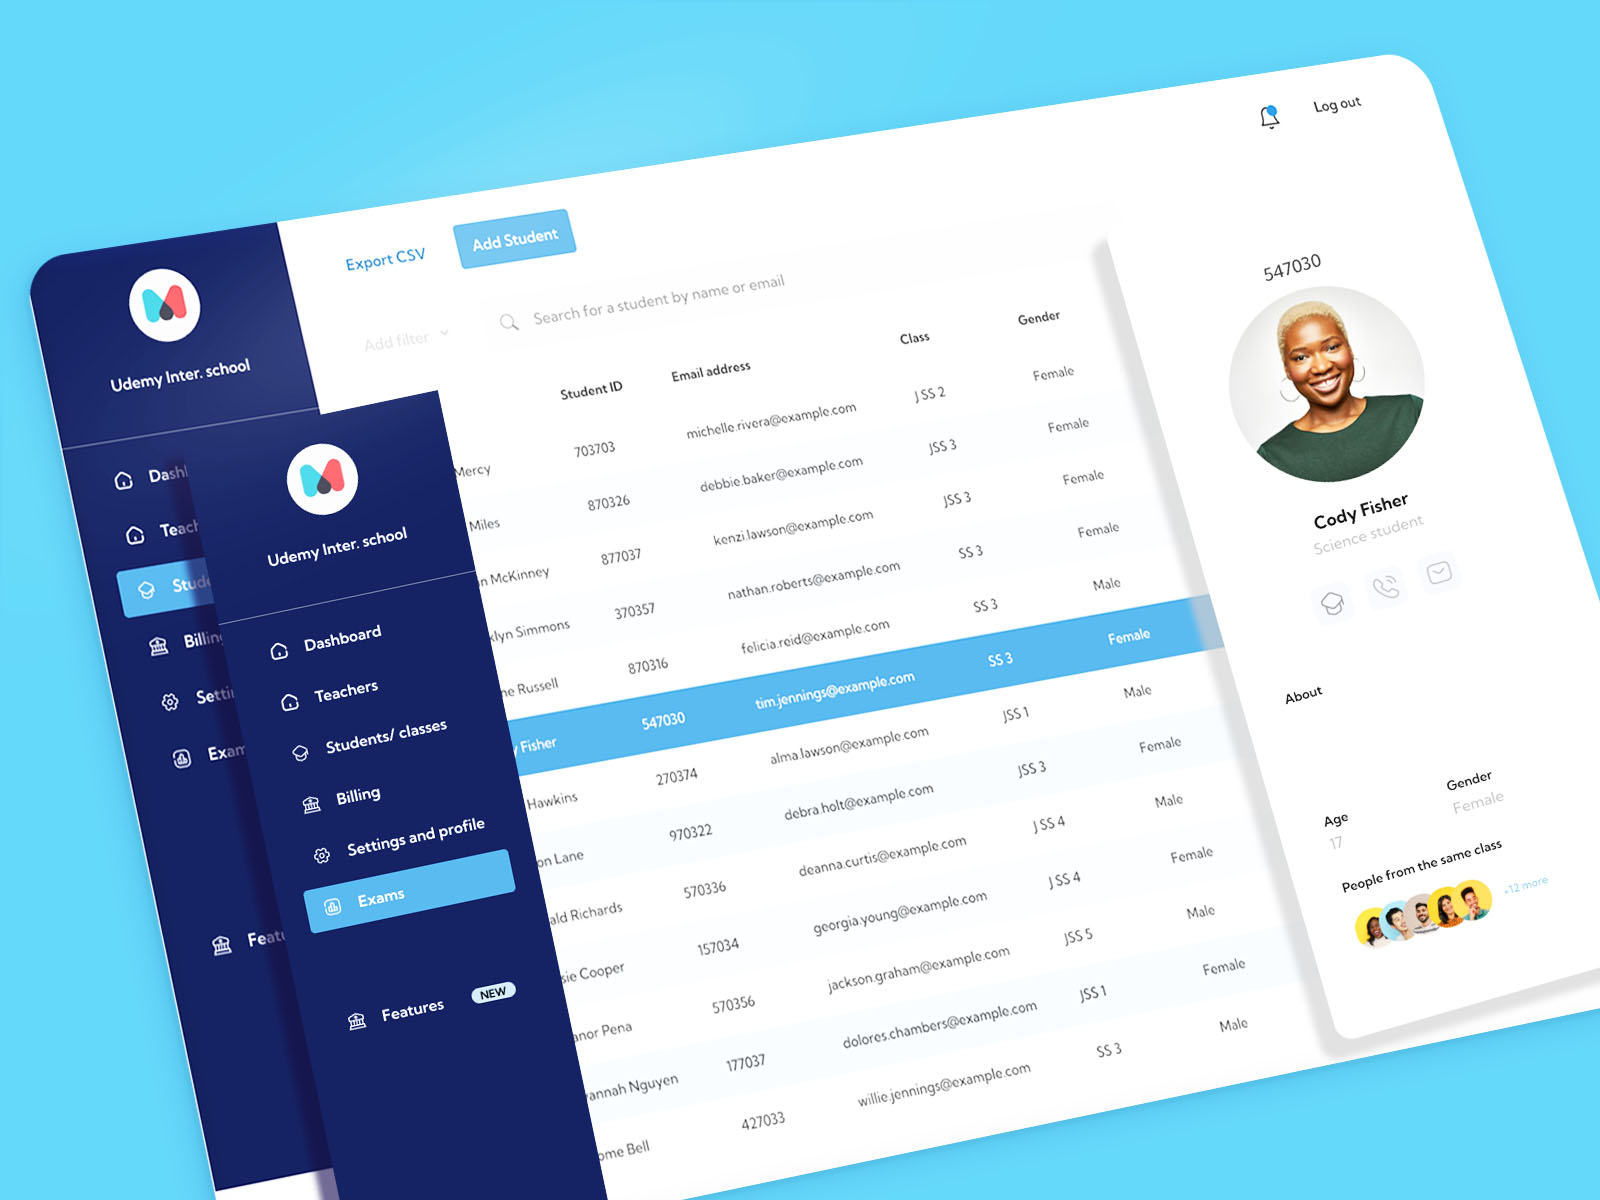 Log out
Export CSV
Add Student
Add filter
Search for a student by name or email
Udemy Inter. school
Dashl
Teach
Stude
Billing
Settin
Exam
Featu
Udemy Inter. school
Dashboard
Teachers
Students/ classes
Billing
Settings and profile
Exams
Features NEW
Student ID Email address Class Gender
Mercy 703703 michelle.rivera@example.com J SS 2 Female
Miles 870326 debbie.baker@example.com JSS 3 Female
n McKinney 877037 kenzi.lawson@example.com JSS 3 Female
klyn Simmons 370357 nathan.roberts@example.com SS 3 Female
ne Russell 870316 felicia.reid@example.com SS 3 Male
y Fisher 547030 tim.jennings@example.com SS 3 Female
Hawkins 270374 alma.lawson@example.com JSS 1 Male
on Lane 970322 debra.holt@example.com JSS 3 Female
ald Richards 570336 deanna.curtis@example.com J SS 4 Male
sie Cooper 157034 georgia.young@example.com J SS 4 Female
anor Pena 570356 jackson.graham@example.com JSS 5 Male
annah Nguyen 177037 dolores.chambers@example.com JSS 1 Female
ome Bell 427033 willie.jennings@example.com SS 3 Male
547030
Cody Fisher
Science student
About
Age
17
Gender
Female
People from the same class
+12 more